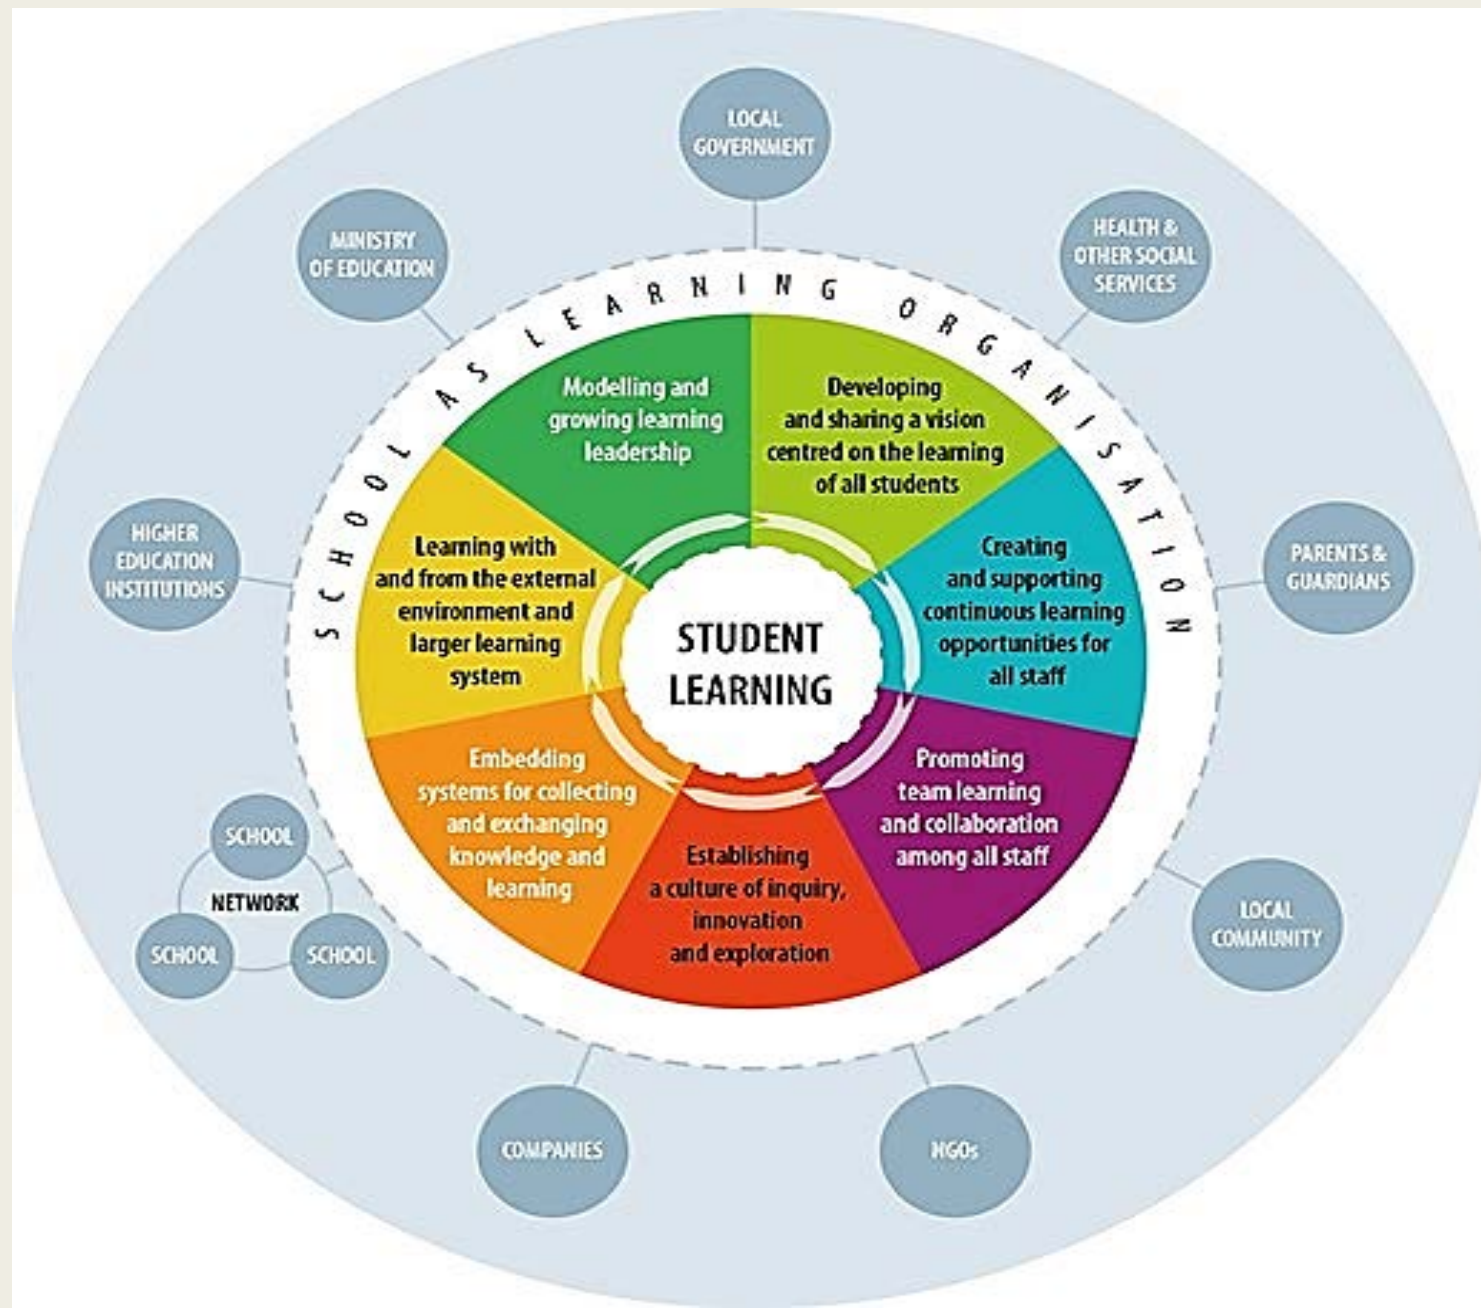 LOCAL
GOVERNMENT
MINISTRY
OF EDUCATION
HEALTH &
OTHER SOCIAL
SERVICES
SCHOOL AS LEARNING ORGANISATION
Modelling and
growing learning
leadership
Developing
and sharing a vision
centred on the learning
of all students
HIGHER
EDUCATION
INSTITUTIONS
Learning with
and from the external
environment and
larger learning
system
STUDENT
LEARNING
Creating
and supporting
continuous learning
opportunities for
all staff
PARENTS &
GUARDIANS
Embedding
systems for collecting
and exchanging
knowledge and
learning
Establishing
a culture of inquiry,
innovation
and exploration
Promoting
team learning
and collaboration
among all staff
SCHOOL
NETWORK
SCHOOL
SCHOOL
LOCAL
COMMUNITY
COMPANIES
NGOs